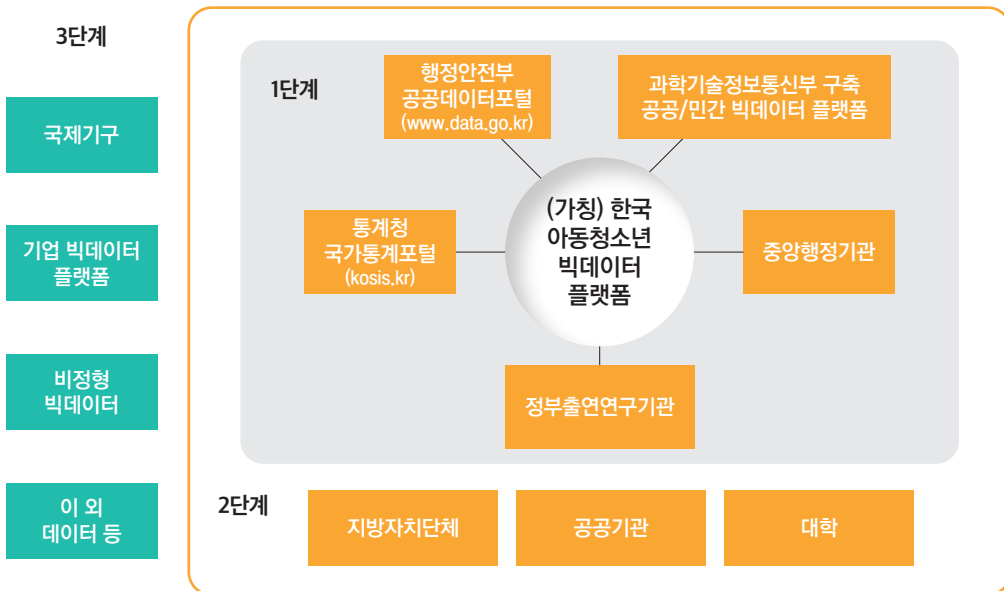 3단계
국제기구
기업 빅데이터
플랫폼
비정형
빅데이터
이 외
데이터 등
1단계
행정안전부
공공데이터포털
(www.data.go.kr)
과학기술정보통신부 구축
공공/민간 빅데이터 플랫폼
통계청
국가통계포털
(kosis.kr)
(가칭) 한국
아동청소년
빅데이터
플랫폼
중앙행정기관
정부출연연구기관
2단계
지방자치단체
공공기관
대학